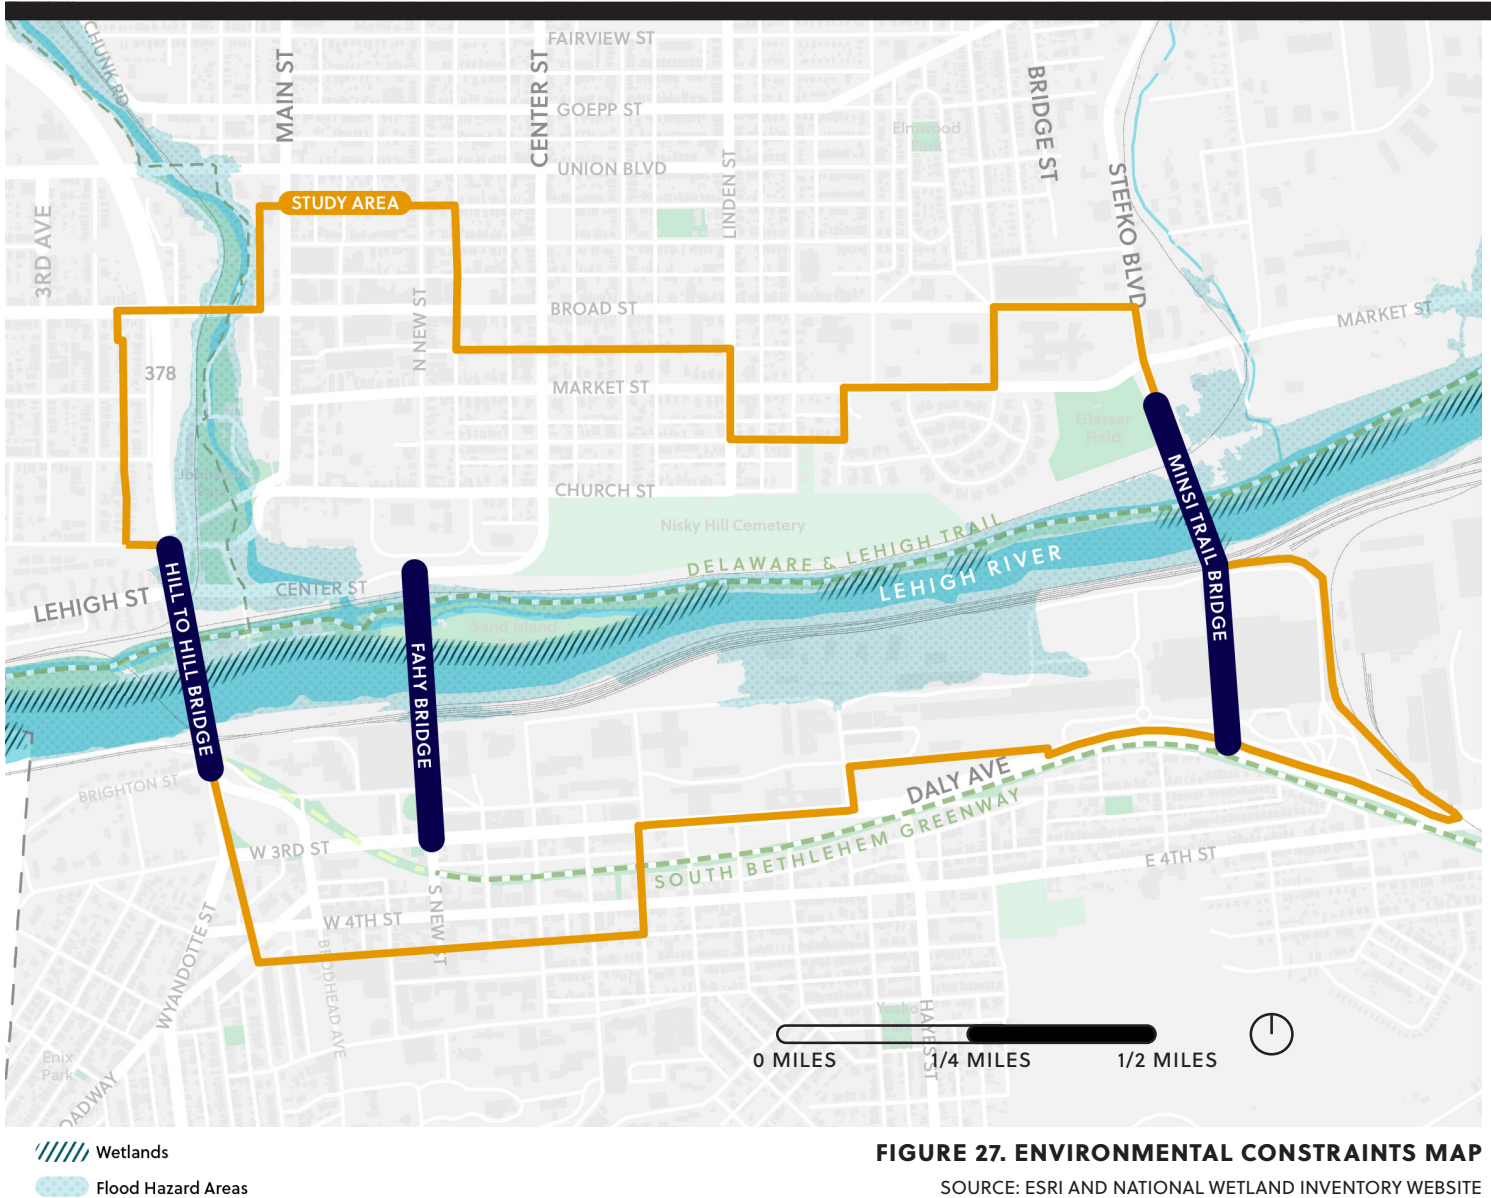 FAIRVIEW ST
MAIN ST
CENTER ST
GOEPP ST
BRIDGE ST
Elmwood
Park
UNION BLVD
LINDEN ST
STEFKO BLVD
STUDY AREA
3RD AVE
N NEW ST
BROAD ST
MARKET ST
378
MARKET ST
Glasser
Field
CHURCH ST
Nisky Hill Cemetery
DELAWARE & LEHIGH TRAIL
LEHIGH RIVER
MINSI TRAIL BRIDGE
CENTER ST
LEHIGH ST
HILL TO HILL BRIDGE
FAHY BRIDGE
Sand Island
BRIGHTON ST
DALY AVE
SOUTH BETHLEHEM GREENWAY
W 3RD ST
E 4TH ST
S NEW ST
W 4TH ST
WYANDOTTE ST
BRODHEAD AVE
Yosko
HAYES ST
0 MILES
1/4 MILES
1/2 MILES
Enix
Park
Wetlands
Flood Hazard Areas
FIGURE 27. ENVIRONMENTAL CONSTRAINTS MAP
SOURCE: ESRI AND NATIONAL WETLAND INVENTORY WEBSITE